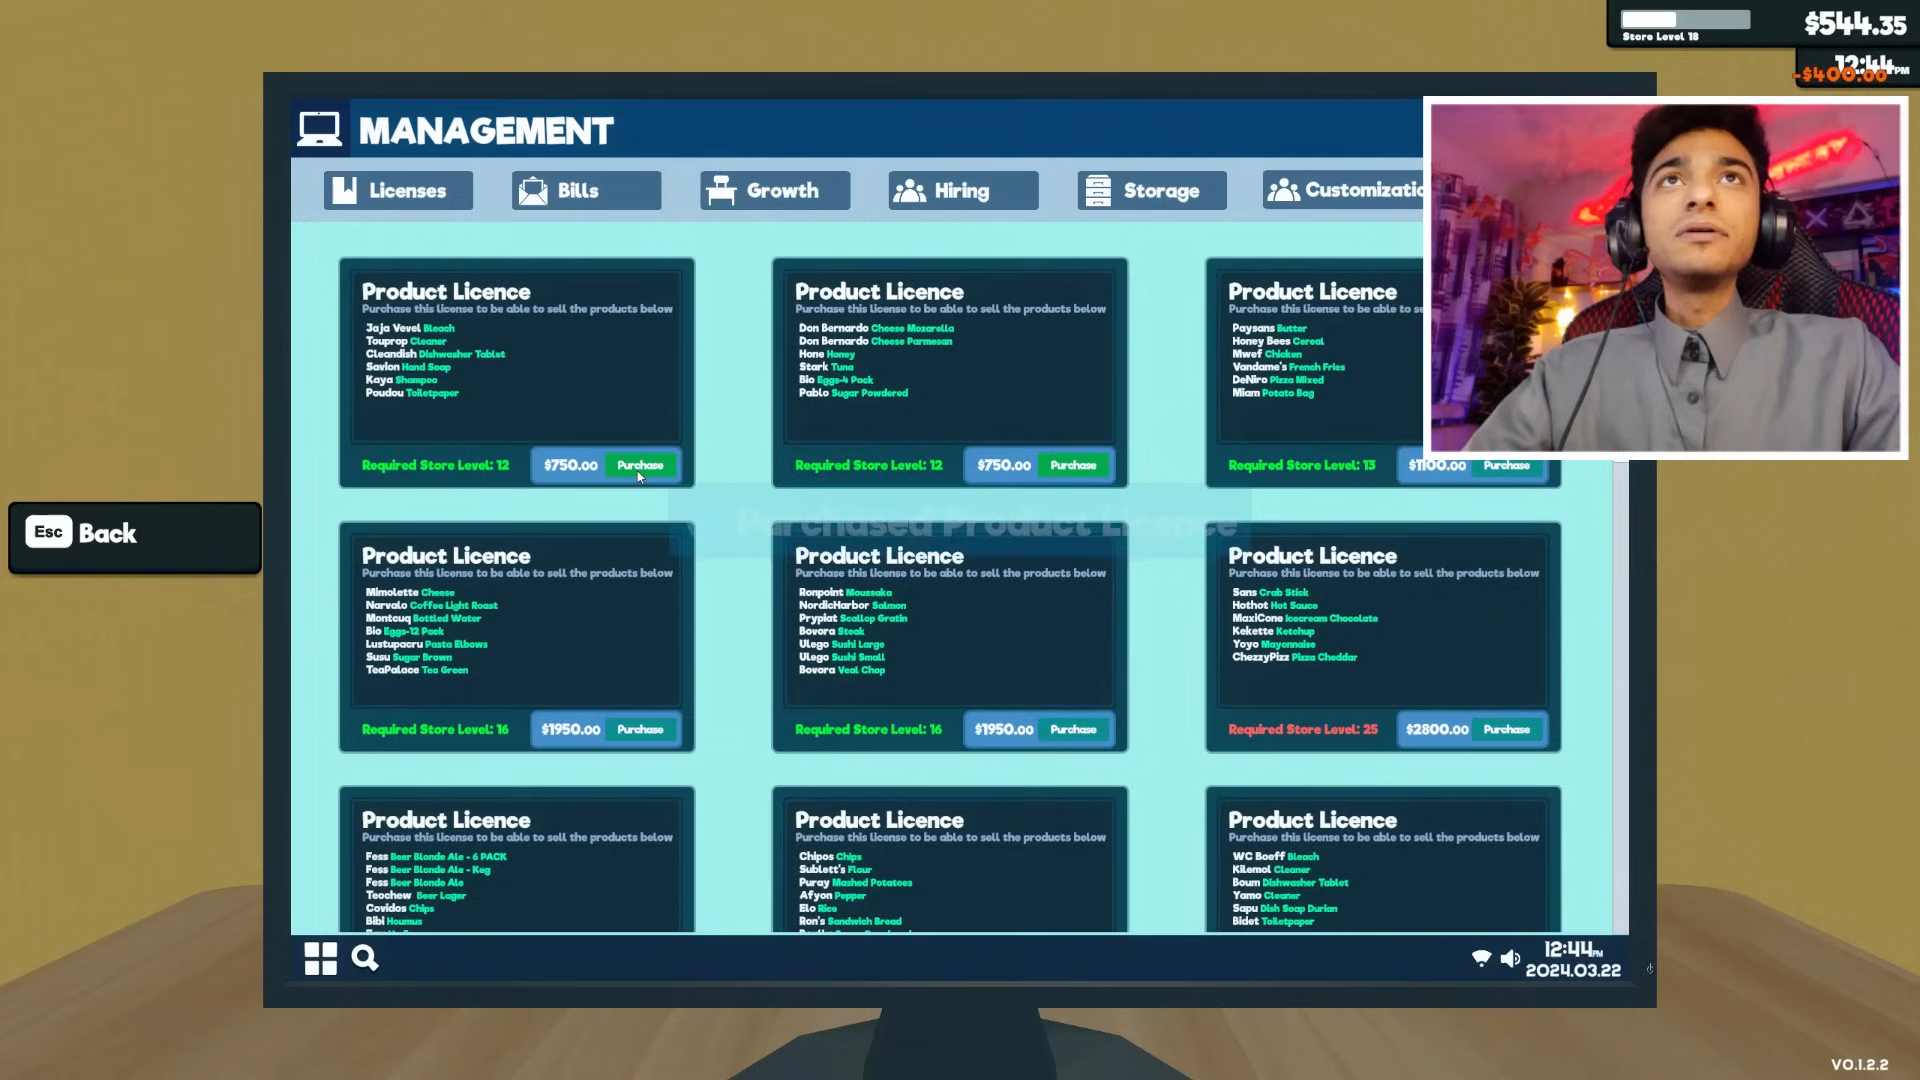 $544.35
Store Level 18
12:44PM
-$400.00
MANAGEMENT
Licenses
Bills
Growth
Hiring
Storage
Customizatio
Product Licence
Purchase this license to be able to sell the products below
Jaja Vevel Bleach
Touprop Cleaner
Cleandish Dishwasher Tablet
Savion Hand Soap
Kaya Shampoo
Poudou Toiletpaper
Required Store Level: 12
$750.00
Purchase
Product Licence
Purchase this license to be able to sell the products below
Don Bernardo Cheese Mozarella
Don Bernardo Cheese Parmesan
Hone Honey
Stark Tuna
Bio Eggs-4 Pack
Pablo Sugar Powdered
Required Store Level: 12
$750.00
Purchase
Product Licence
Purchase this license to be able to se
Paysans Butter
Honey Bees Cereal
Mwef Chicken
Vandame's French Fries
DeNiro Pizza Mixed
Miam Potato Bag
Required Store Level: 13
$1100.00
Purchase
Purchased Product Licence
Esc Back
Product Licence
Purchase this license to be able to sell the products below
Mimolette Cheese
Narvalo Coffee Light Roast
Montcuq Bottled Water
Bio Eggs-12 Pack
Lustupacru Pasta Elbows
Susu Sugar Brown
TeaPalace Tea Green
Required Store Level: 16
$1950.00
Purchase
Product Licence
Purchase this license to be able to sell the products below
Ronpoint Moussaka
NordicHarbor Salmon
Prypiat Scallop Gratin
Bovora Steak
Ulego Sushi Large
Ulego Sushi Small
Bovora Veal Chop
Required Store Level: 16
$1950.00
Purchase
Product Licence
Purchase this license to be able to sell the products below
Sans Crab Stick
Hothot Hot Sauce
MaxiCone Icecream Chocolate
Kekette Ketchup
Yoyo Mayonnaise
ChezzyPizz Pizza Cheddar
Required Store Level: 25
$2800.00
Purchase
Product Licence
Purchase this license to be able to sell the products below
Fess Beer Blonde Ale - 6 PACK
Fess Beer Blonde Ale - Keg
Fess Beer Blonde Ale
Teochew Beer Lager
Covidos Chips
Bibi Houmus
Product Licence
Purchase this license to be able to sell the products below
Chipos Chips
Sublett's Flour
Puray Mashed Potatoes
Afyon Pepper
Elo Rice
Ron's Sandwich Bread
Product Licence
Purchase this license to be able to sell the products below
WC Boeff Bleach
Kilemol Cleaner
Boum Dishwasher Tablet
Yamo Cleaner
Sapu Dish Soap Durian
Bidet Toiletpaper
12:44PM
2024.03.22
V0.1.2.2